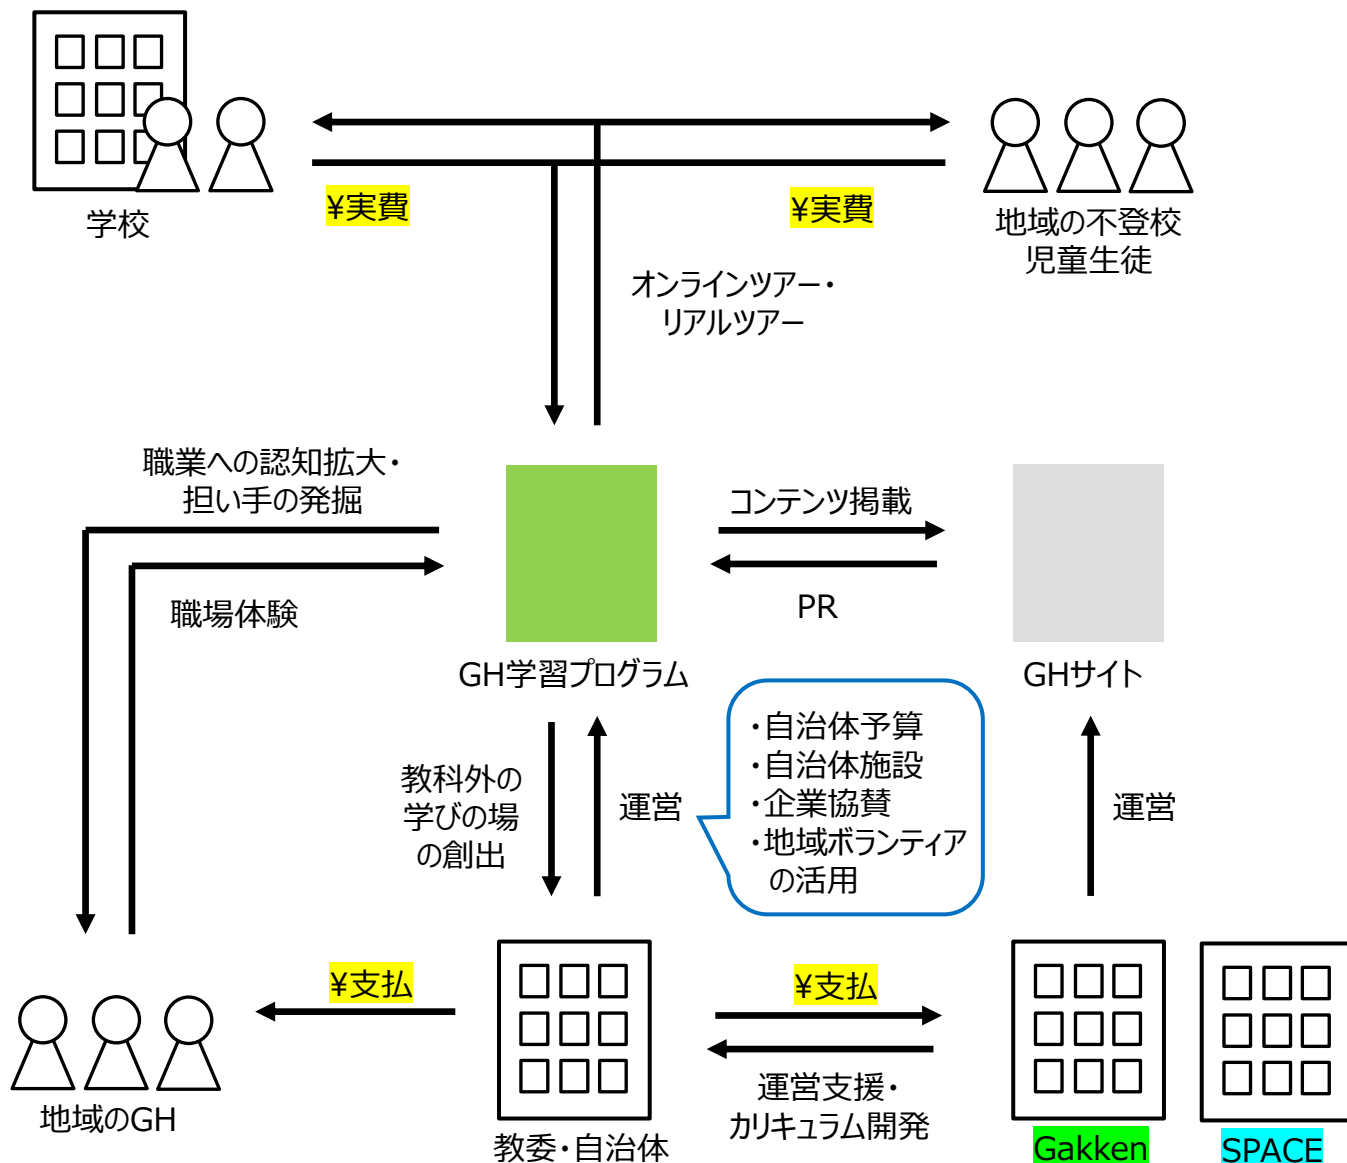 学校
¥実費
¥実費
地域の不登校
児童生徒
オンラインツアー・
リアルツアー
職業への認知拡大・
担い手の発掘
職場体験
コンテンツ掲載
PR
GH学習プログラム
GHサイト
教科外の
学びの場
の創出
運営
・自治体予算
・自治体施設
・企業協賛
・地域ボランティア
の活用
運営
¥支払
¥支払
運営支援・
カリキュラム開発
地域のGH
教委・自治体
Gakken
SPACE